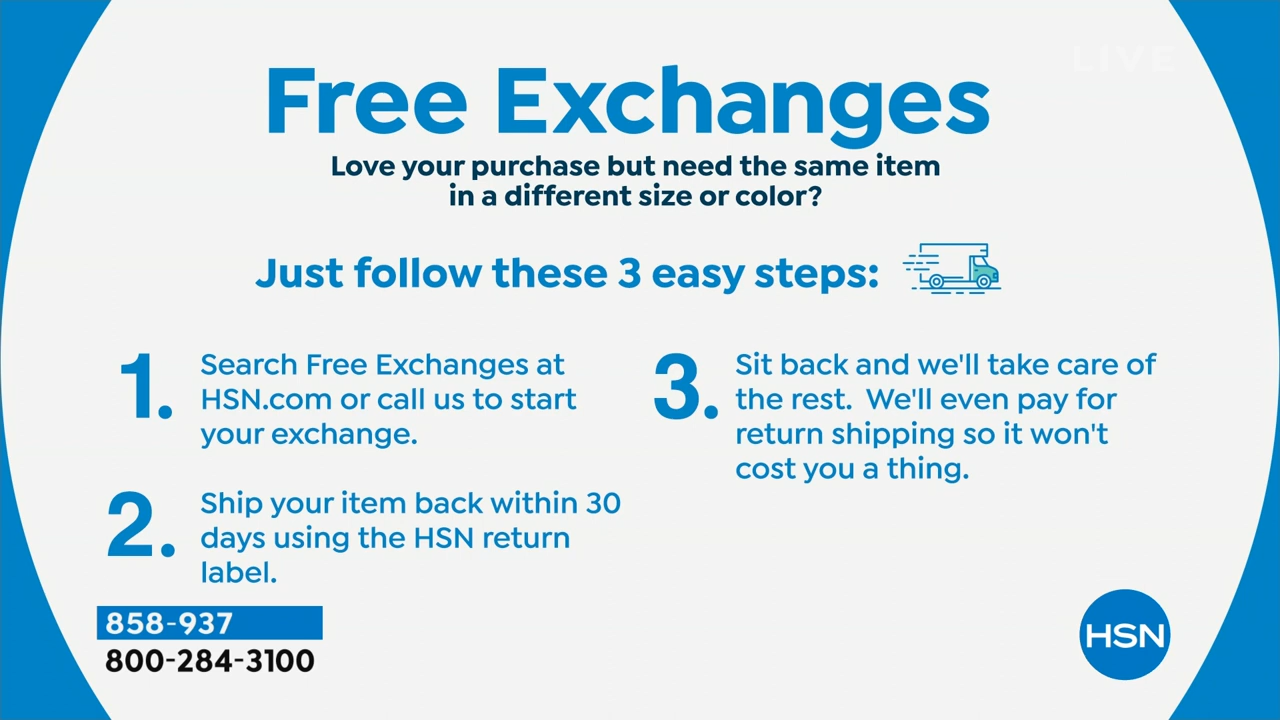 LIVE
Free Exchanges
Love your purchase but need the same item
in a different size or color?
Just follow these 3 easy steps:
1. Search Free Exchanges at
HSN.com or call us to start
your exchange.
2. Ship your item back within 30
days using the HSN return
label.
3. Sit back and we'll take care of
the rest. We'll even pay for
return shipping so it won't
cost you a thing.
858-937
800-284-3100
HSN